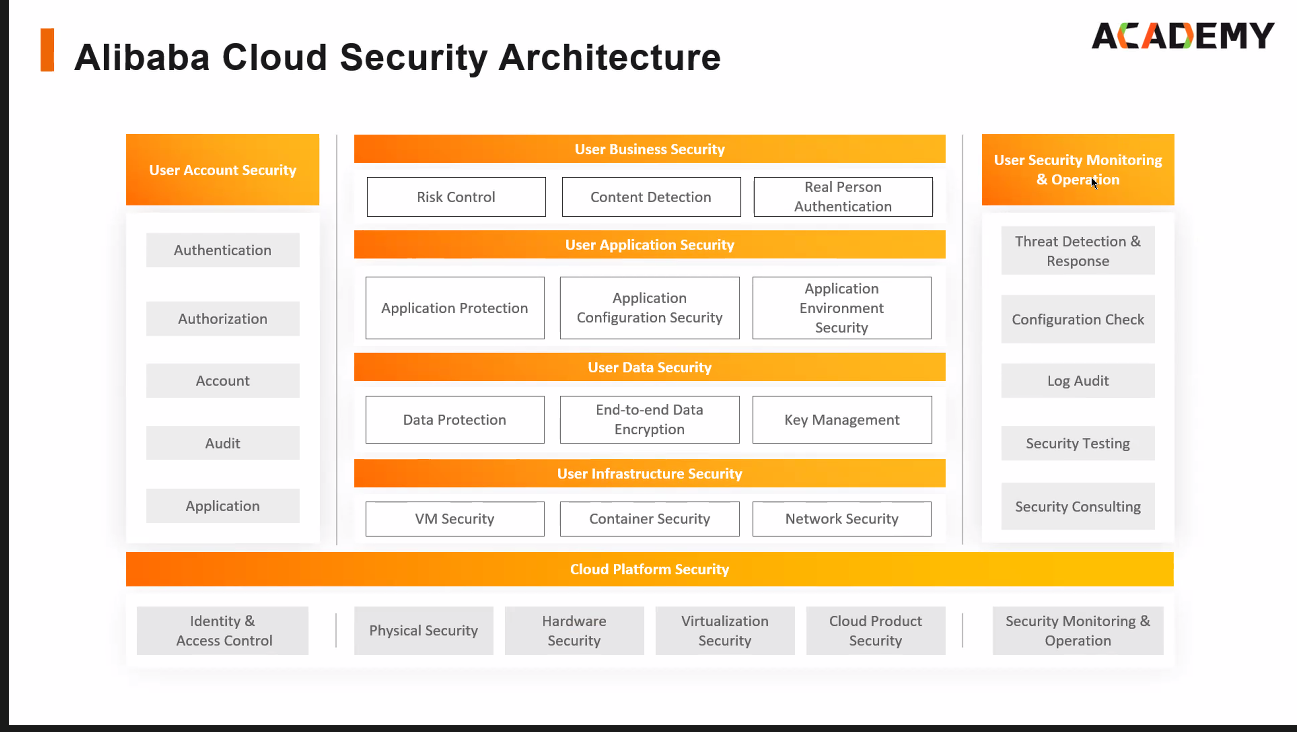 Alibaba Cloud Security Architecture
ACADEMY
User Account Security
Authentication
Authorization
Account
Audit
Application
User Business Security
Risk Control
Content Detection
Real Person
Authentication
User Application Security
Application Protection
Application
Configuration Security
Application
Environment
Security
User Data Security
Data Protection
End-to-end Data
Encryption
Key Management
User Infrastructure Security
VM Security
Container Security
Network Security
User Security Monitoring
& Operation
Threat Detection &
Response
Configuration Check
Log Audit
Security Testing
Security Consulting
Cloud Platform Security
Identity &
Access Control
Physical Security
Hardware
Security
Virtualization
Security
Cloud Product
Security
Security Monitoring &
Operation